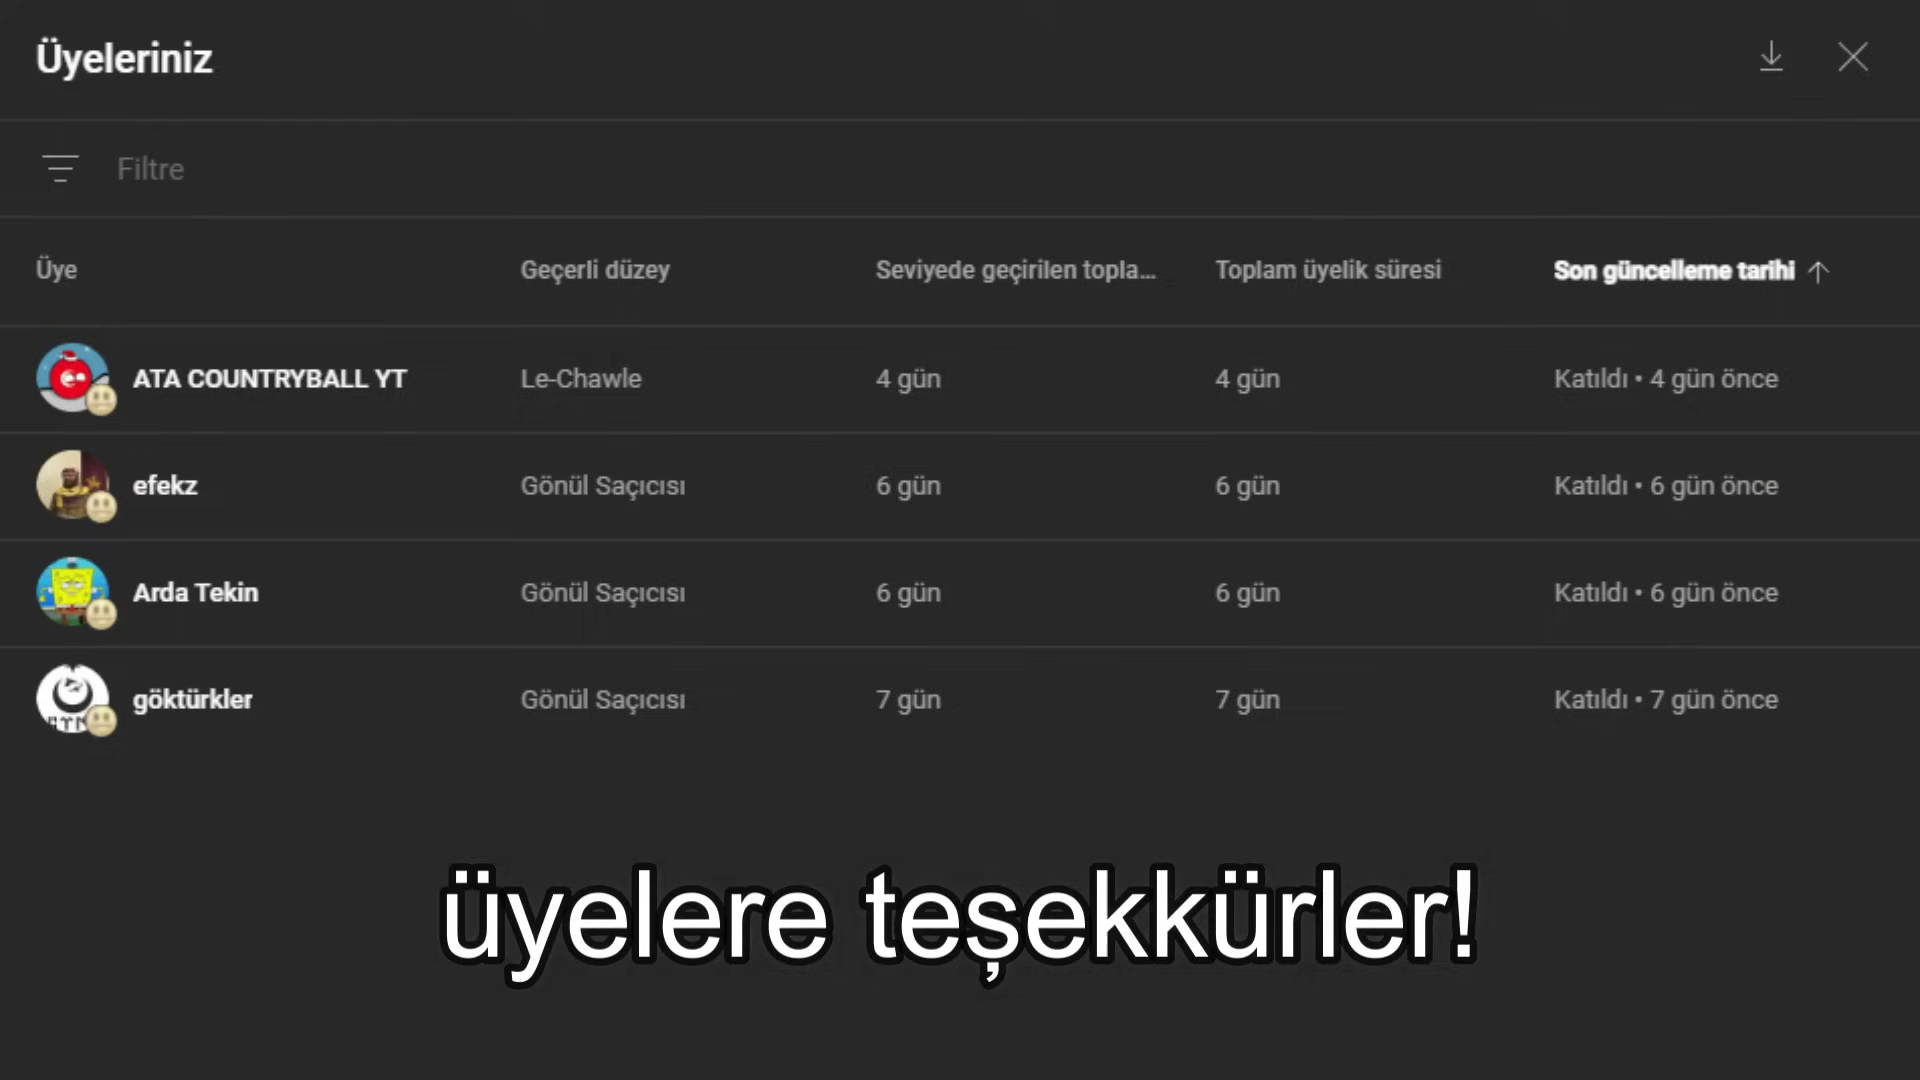 Üyeleriniz
Filtre
Üye Geçerli düzey Seviyede geçirilen topla... Toplam üyelik süresi Son güncelleme tarihi
ATA COUNTRYBALL YT Le-Chawle 4 gün 4 gün Katıldı • 4 gün önce
efekz Gönül Saçıcısı 6 gün 6 gün Katıldı • 6 gün önce
Arda Tekin Gönül Saçıcısı 6 gün 6 gün Katıldı • 6 gün önce
göktürkler Gönül Saçıcısı 7 gün 7 gün Katıldı • 7 gün önce
üyelere teşekkürler!